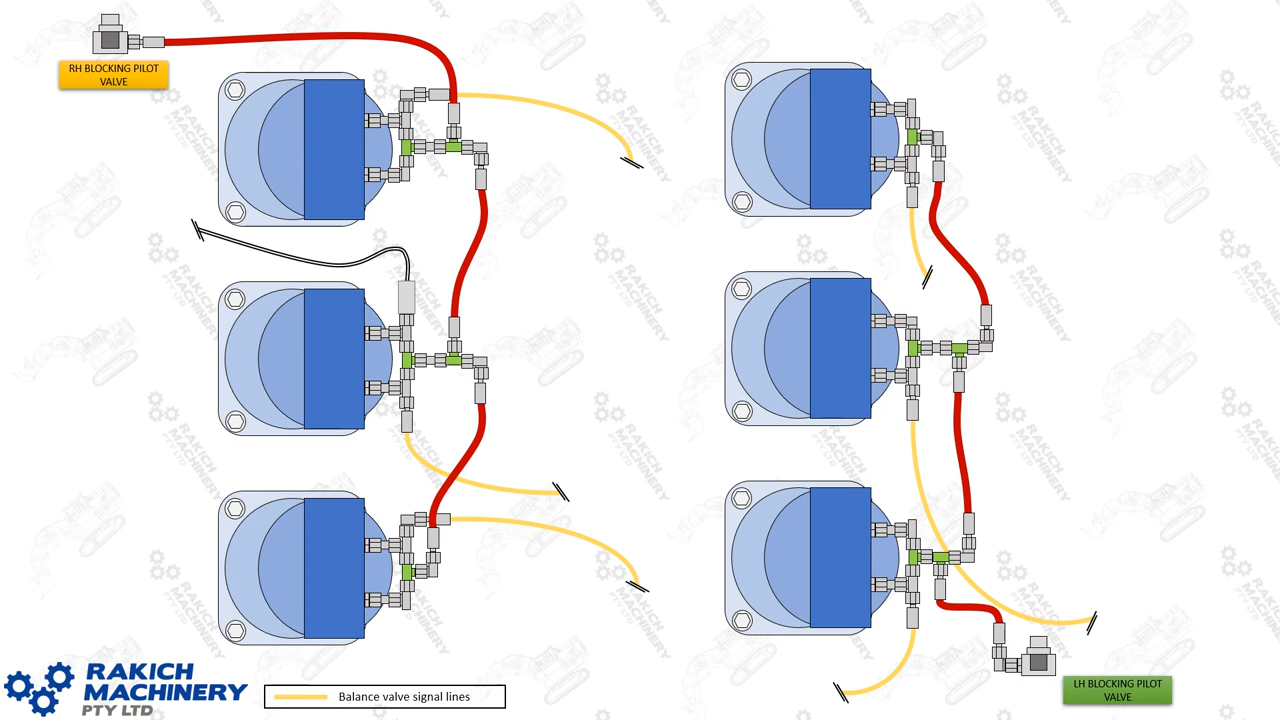 RH BLOCKING PILOT
VALVE
RAKICH
MACHINERY
PTY LTD
Balance valve signal lines
LH BLOCKING PILOT
VALVE